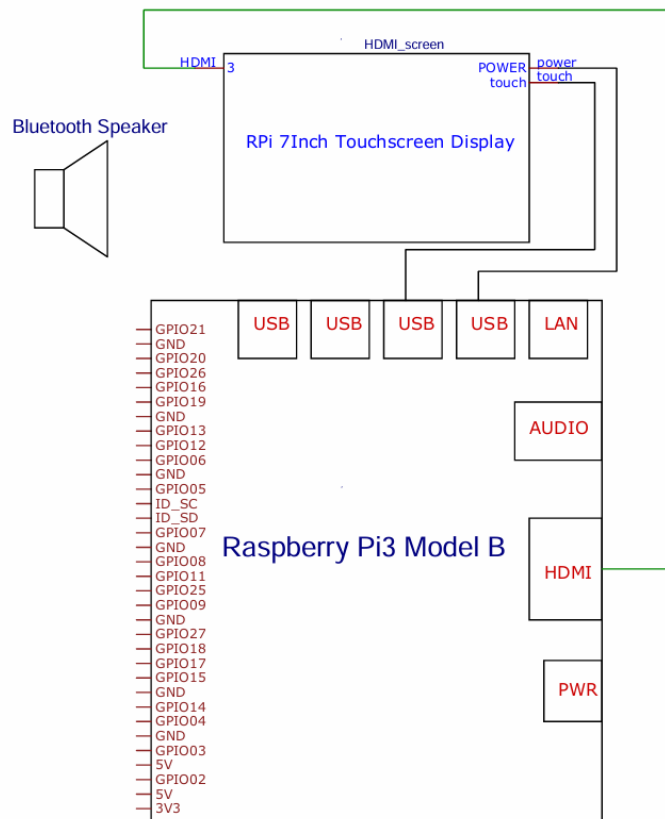 HDMI_screen
HDMI
3
POWER
power
touch
touch
RPi 7Inch Touchscreen Display
Bluetooth Speaker
USB
USB
USB
USB
LAN
GPIO21
GND
GPIO20
GPIO26
GPIO16
GPIO19
GND
GPIO13
GPIO12
GPIO06
GND
GPIO05
ID_SC
ID_SD
GPIO07
GND
GPIO08
GPIO11
GPIO25
GPIO09
GND
GPIO27
GPIO18
GPIO17
GPIO15
GND
GPIO14
GPIO04
GND
GPIO03
5V
GPIO02
5V
3V3
AUDIO
Raspberry Pi3 Model B
HDMI
PWR